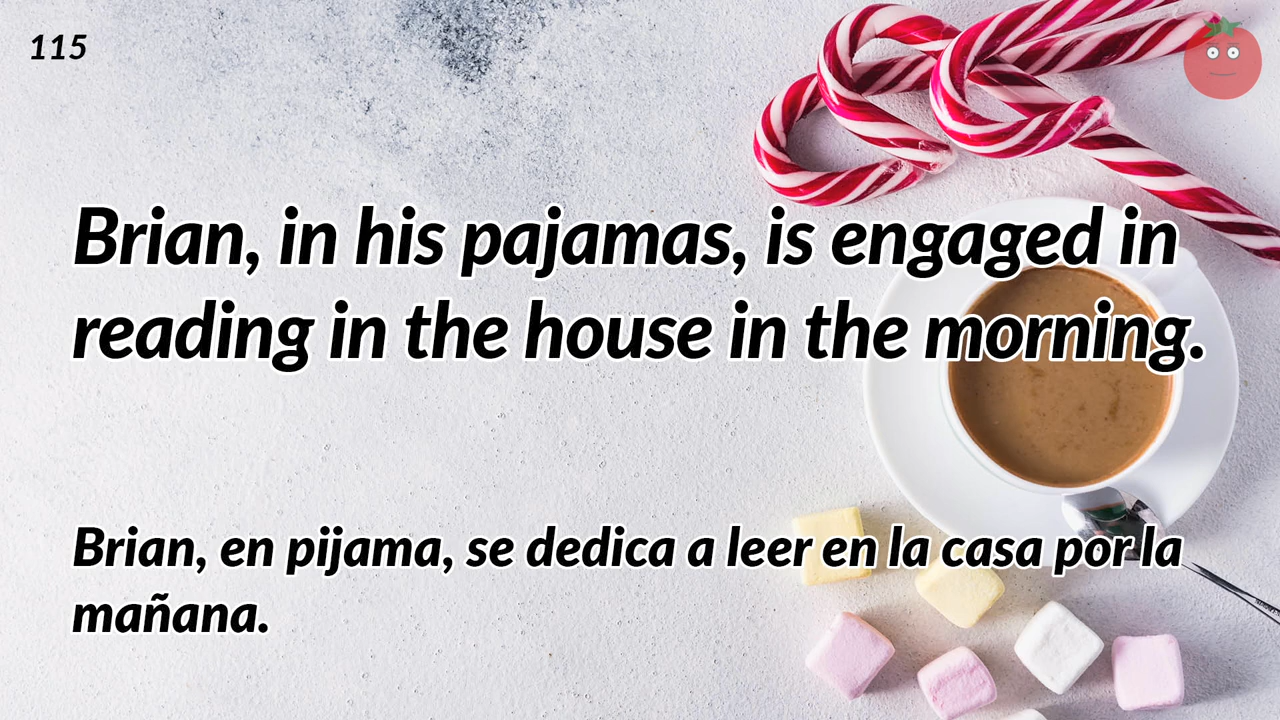 115
Brian, in his pajamas, is engaged in
reading in the house in the morning.
Brian, en pijama, se dedica a leer en la casa por la
mañana.